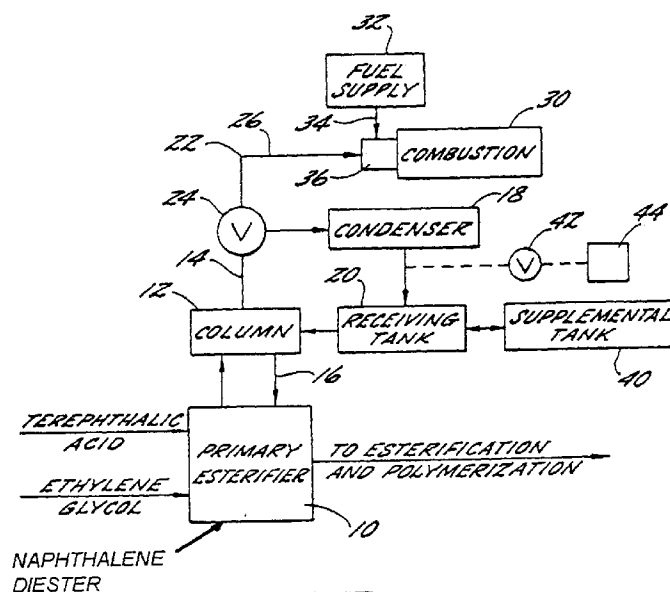 32
FUEL
SUPPLY
34
30
26
22
36
COMBUSTION
18
24
V
CONDENSER
42
44
V
14
20
12
COLUMN
RECEIVING
TANK
SUPPLEMENTAL
TANK
16
40
TEREPHTHALIC
ACID
PRIMARY
ESTERIFIER
TO ESTERIFICATION
AND POLYMERIZATION
ETHYLENE
GLYCOL
10
NAPHTHALENE
DIESTER